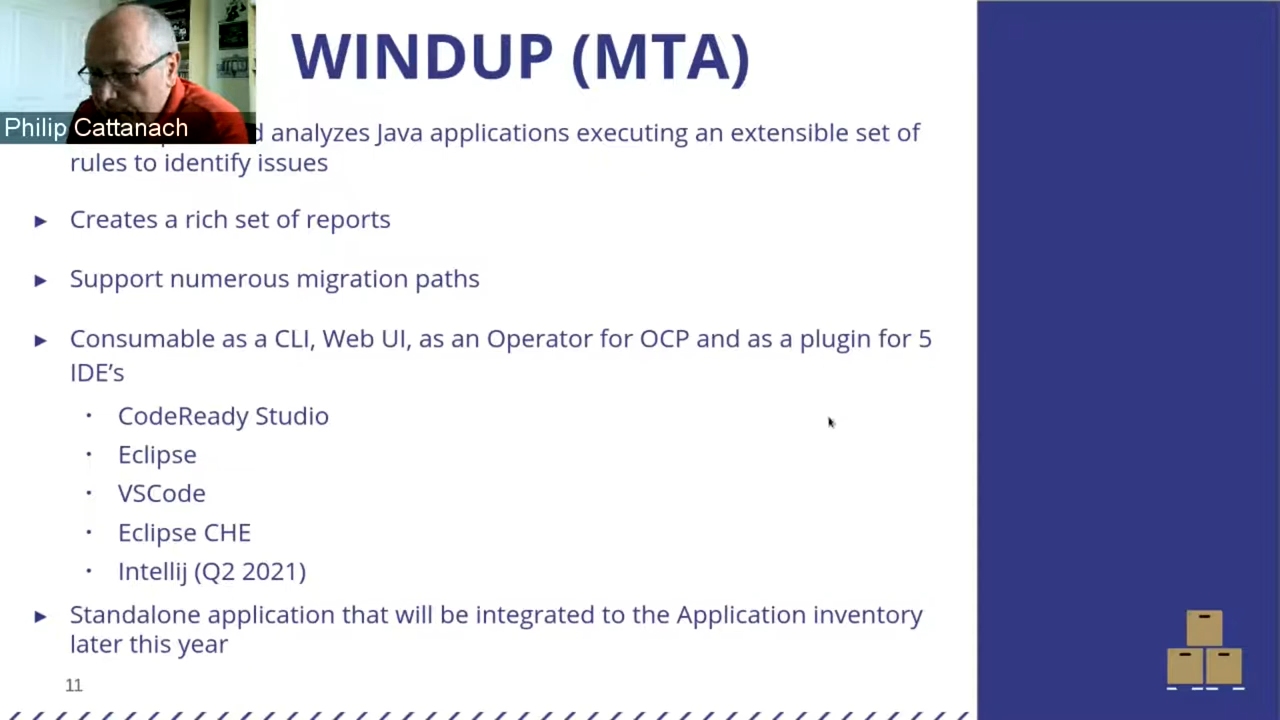 WINDUP (MTA)
Philip Cattanach
analyzes Java applications executing an extensible set of
rules to identify issues
► Creates a rich set of reports
► Support numerous migration paths
► Consumable as a CLI, Web UI, as an Operator for OCP and as a plugin for 5
IDE’s
· CodeReady Studio
· Eclipse
· VSCode
· Eclipse CHE
· Intellij (Q2 2021)
► Standalone application that will be integrated to the Application inventory
later this year
11